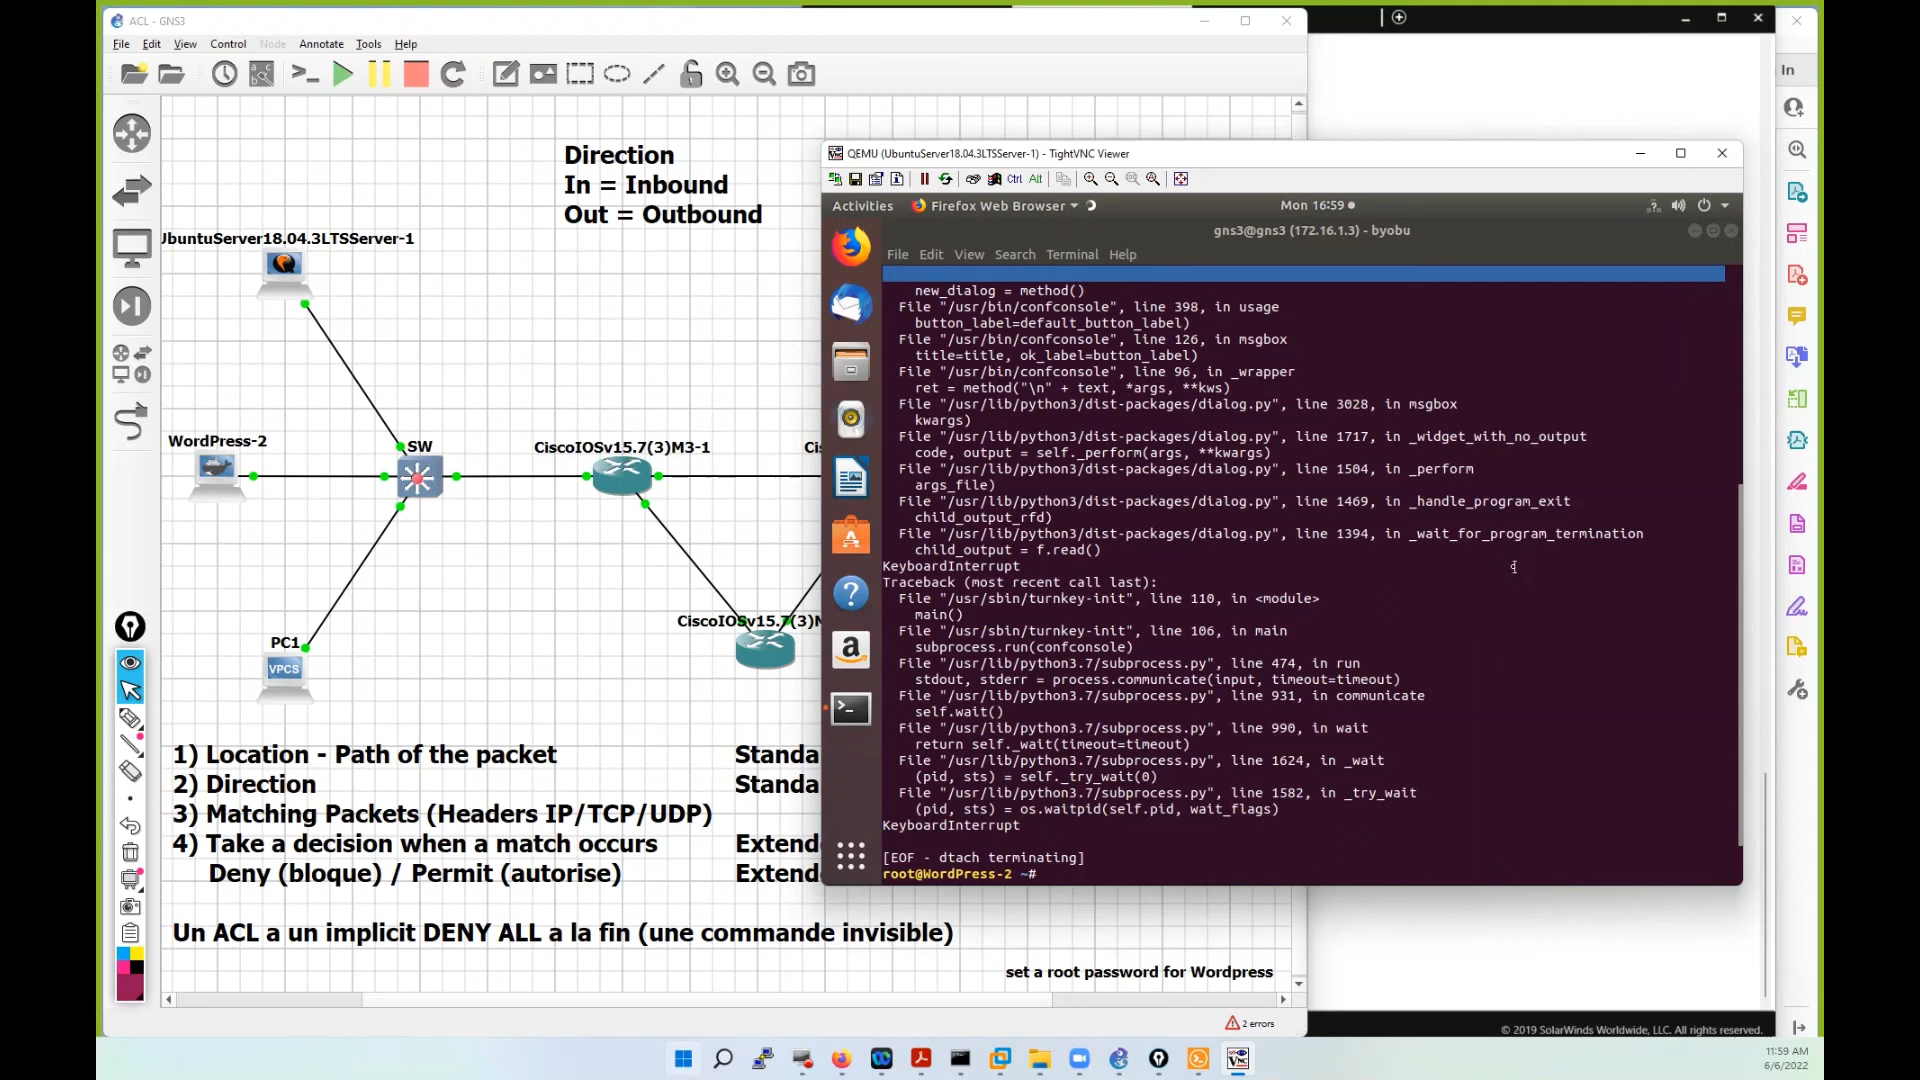 ACL - GNS3
File Edit View Control Node Annotate Tools Help
Direction
In = Inbound
Out = Outbound
UbuntuServer18.04.3LTSServer-1
WordPress-2
SW
CiscoIOSv15.7(3)M3-1
Cis
CiscoIOSv15.7(3)M
PC1
VPCS
1) Location - Path of the packet
2) Direction
3) Matching Packets (Headers IP/TCP/UDP)
4) Take a decision when a match occurs
Deny (bloque) / Permit (autorise)
Standa
Standa
Extend
Extend
Un ACL a un implicit DENY ALL a la fin (une commande invisible)
set a root password for Wordpress
2 errors
QEMU (UbuntuServer18.04.3LTSServer-1) - TightVNC Viewer
Ctrl Alt
Activities Firefox Web Browser Mon 16:59
gns3@gns3 (172.16.1.3) - byobu
File Edit View Search Terminal Help
new_dialog = method()
File "/usr/bin/confconsole", line 398, in usage
button_label=default_button_label)
File "/usr/bin/confconsole", line 126, in msgbox
title=title, ok_label=button_label)
File "/usr/bin/confconsole", line 96, in _wrapper
ret = method("\n" + text, *args, **kws)
File "/usr/lib/python3/dist-packages/dialog.py", line 3028, in msgbox
kwargs)
File "/usr/lib/python3/dist-packages/dialog.py", line 1717, in _widget_with_no_output
code, output = self._perform(args, **kwargs)
File "/usr/lib/python3/dist-packages/dialog.py", line 1504, in _perform
args_file)
File "/usr/lib/python3/dist-packages/dialog.py", line 1469, in _handle_program_exit
child_output_rfd)
File "/usr/lib/python3/dist-packages/dialog.py", line 1394, in _wait_for_program_termination
child_output = f.read()
KeyboardInterrupt
Traceback (most recent call last):
File "/usr/sbin/turnkey-init", line 110, in <module>
main()
File "/usr/sbin/turnkey-init", line 106, in main
subprocess.run(confconsole)
File "/usr/lib/python3.7/subprocess.py", line 474, in run
stdout, stderr = process.communicate(input, timeout=timeout)
File "/usr/lib/python3.7/subprocess.py", line 931, in communicate
self.wait()
File "/usr/lib/python3.7/subprocess.py", line 990, in wait
return self._wait(timeout=timeout)
File "/usr/lib/python3.7/subprocess.py", line 1624, in _wait
(pid, sts) = self._try_wait(0)
File "/usr/lib/python3.7/subprocess.py", line 1582, in _try_wait
(pid, sts) = os.waitpid(self.pid, wait_flags)
KeyboardInterrupt
[EOF - dtach terminating]
root@WordPress-2 ~#
In
© 2019 SolarWinds Worldwide, LLC. All rights reserved.
11:59 AM
6/6/2022